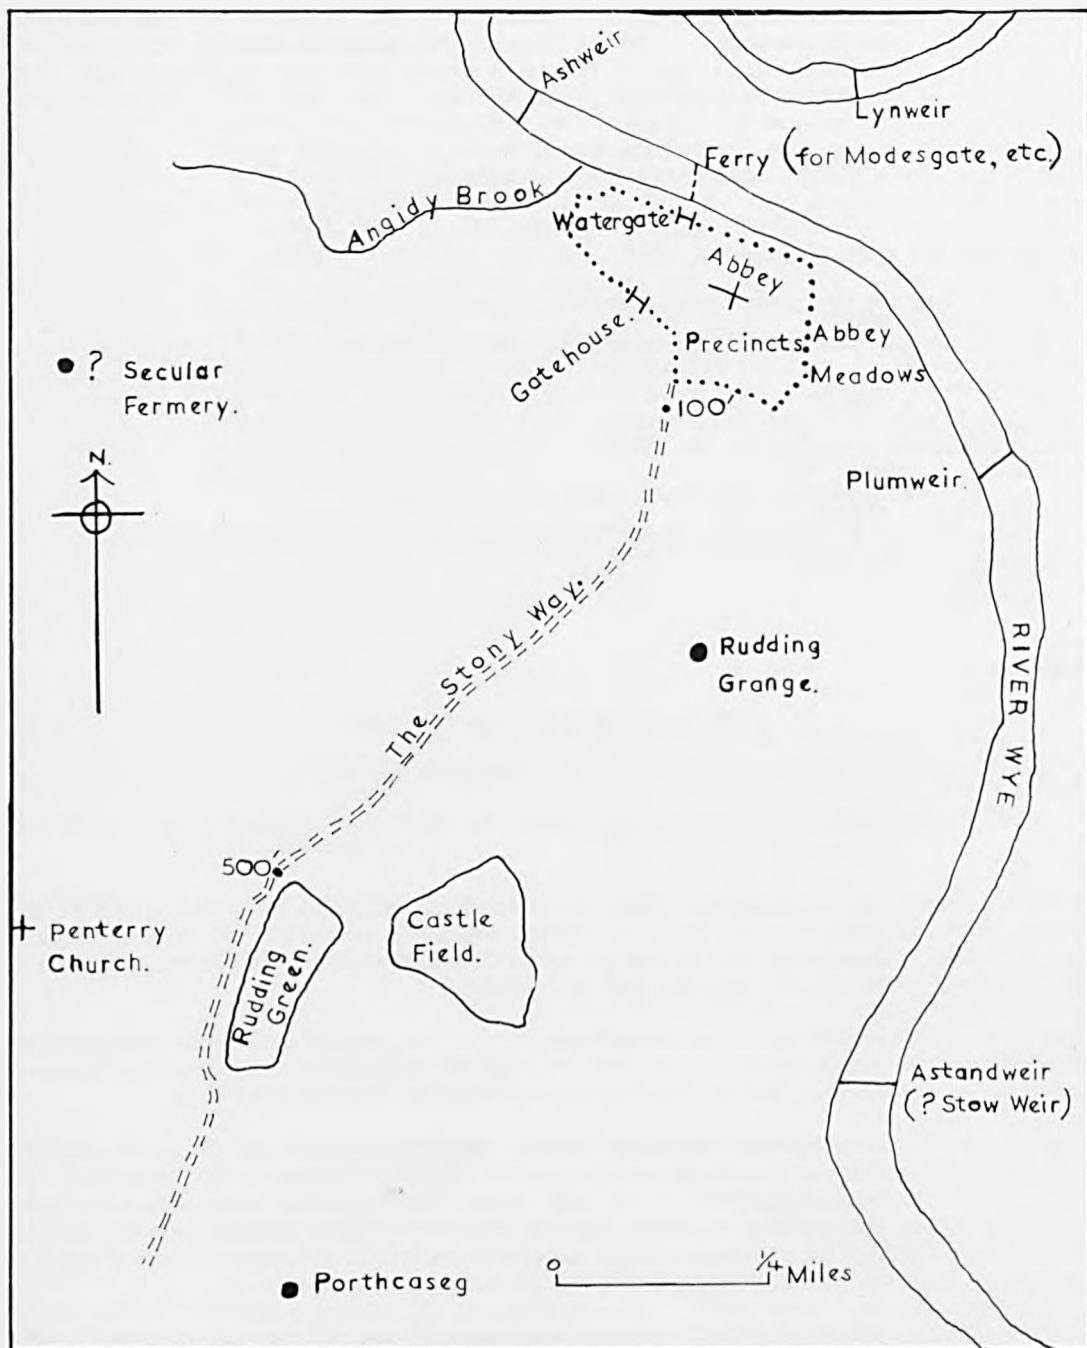 Ashweir
Lynweir
Ferry (for Modesgate, etc.)
Angidy Brook
Watergate
Abbey
Gatehouse.
Precincts
Abbey
Meadows
? Secular
Fermery.
100'
N.
Plumweir.
The Stony Way.
Rudding
Grange.
RIVER WYE
500
Castle
Field.
Penterry
Church.
Rudding
Green.
Astandweir
(? Stow Weir)
0
1/4 Miles
Porthcaseg